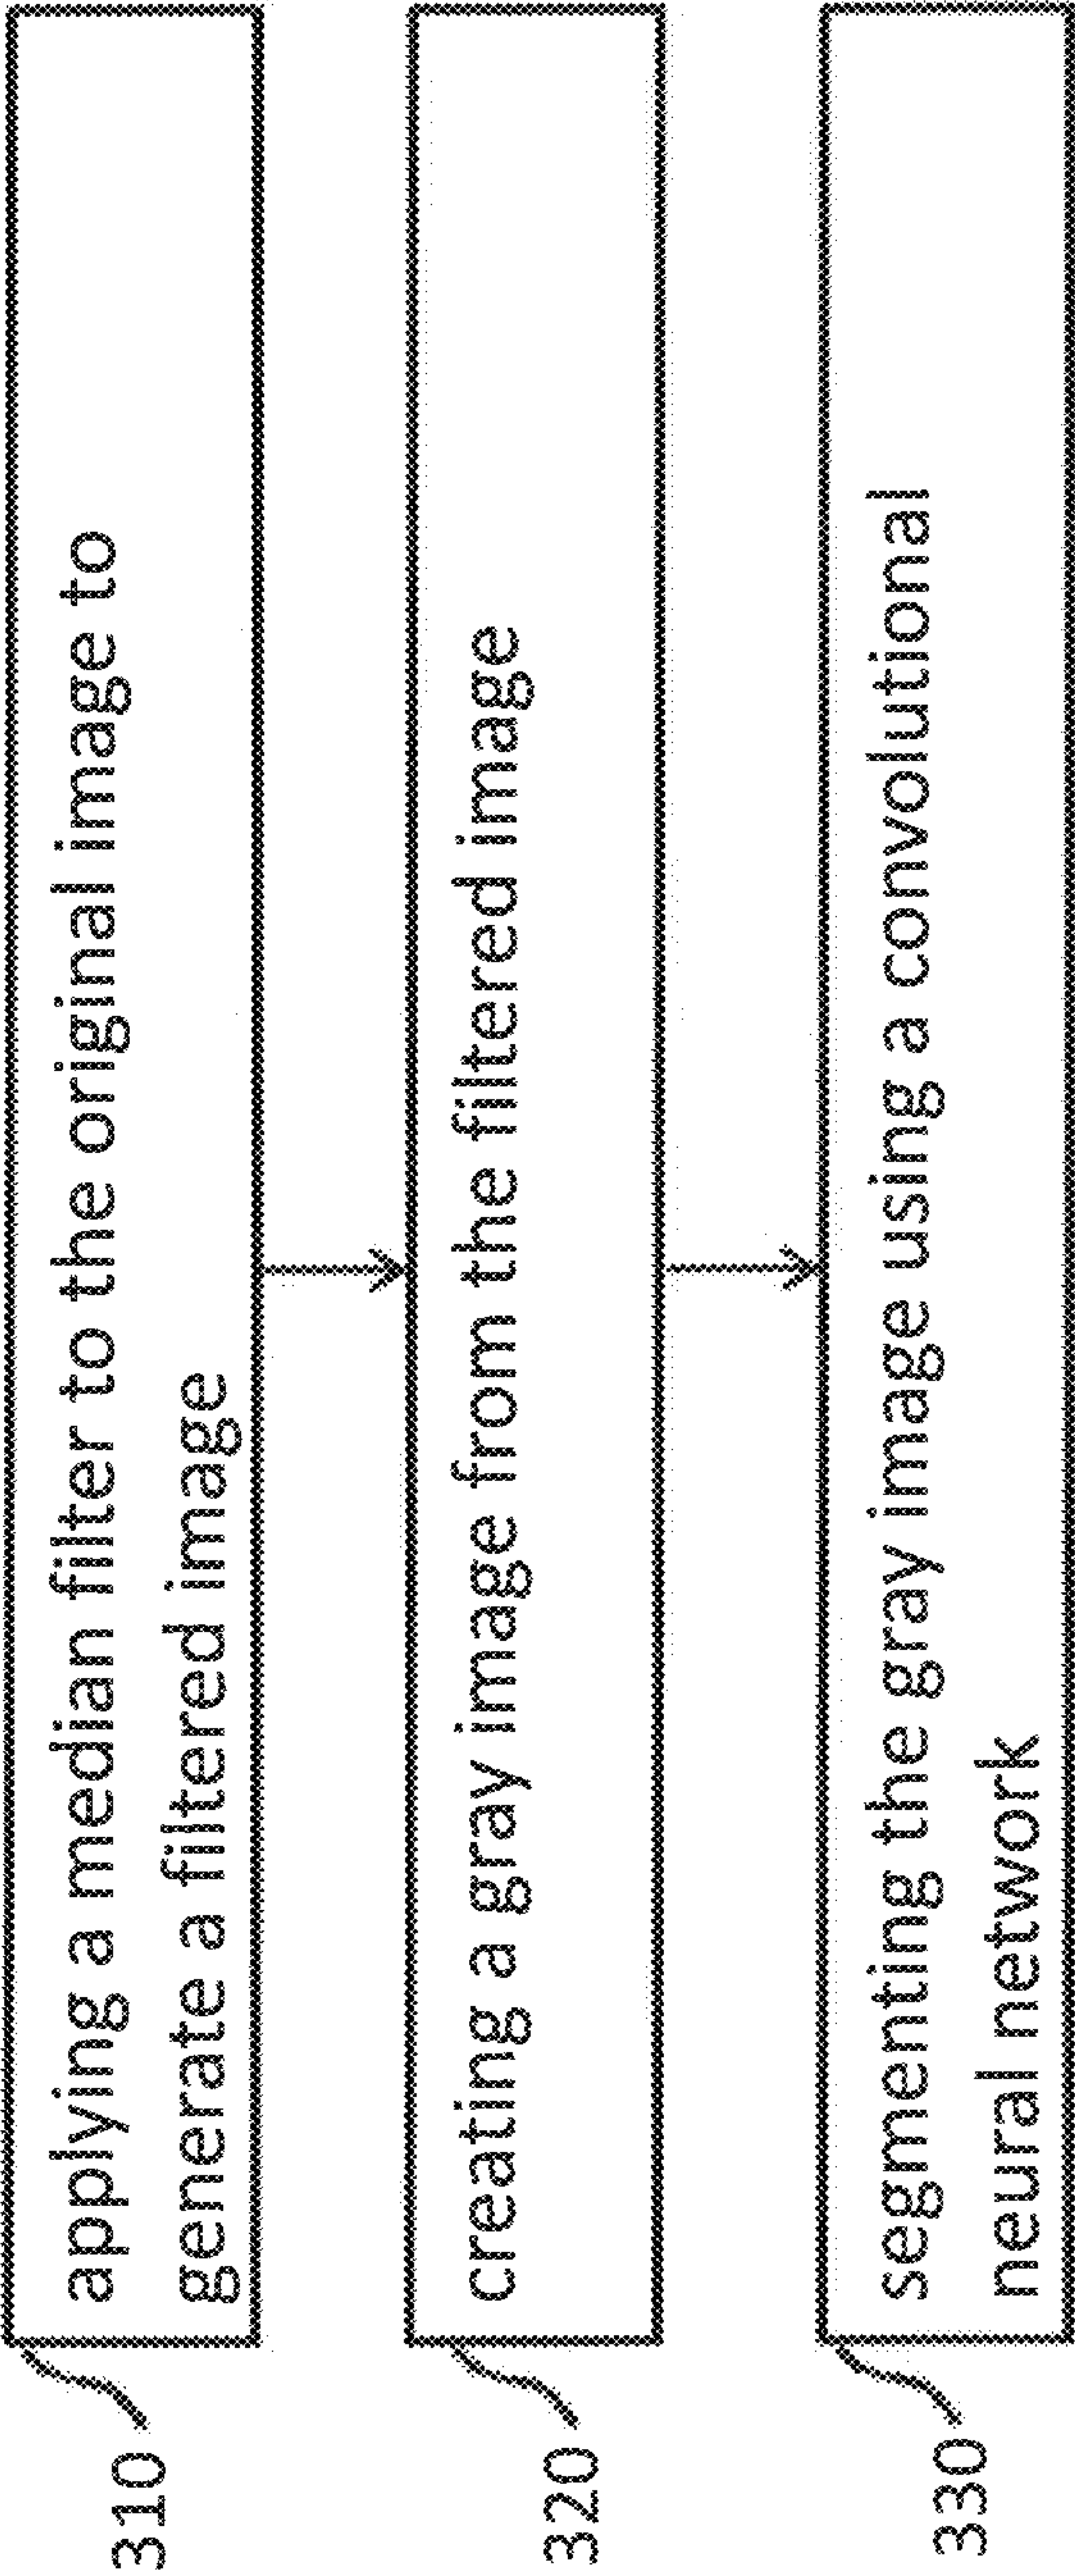 310
applying a median filter to the original image to
generate a filtered image
320
creating a gray image from the filtered image
330
segmenting the gray image using a convolutional
neural network